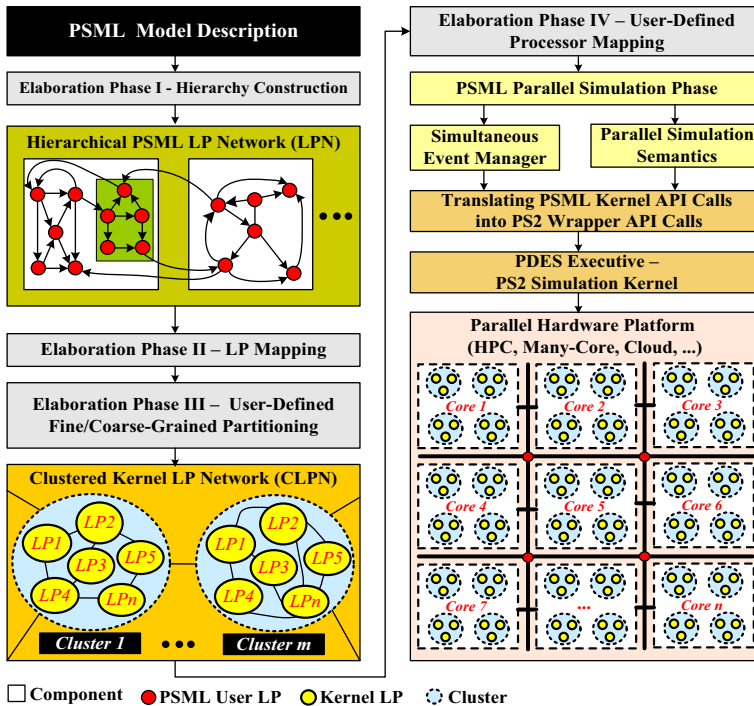 PSML Model Description
Elaboration Phase I - Hierarchy Construction
Hierarchical PSML LP Network (LPN)
Elaboration Phase II – LP Mapping
Elaboration Phase III – User-Defined
Fine/Coarse-Grained Partitioning
Clustered Kernel LP Network (CLPN)
LP1
LP2
LP3
LP5
LP4
LPn
Cluster 1
LP1
LP2
LP3
LP5
LP4
LPn
Cluster m
Elaboration Phase IV – User-Defined
Processor Mapping
PSML Parallel Simulation Phase
Simultaneous
Event Manager
Parallel Simulation
Semantics
Translating PSML Kernel API Calls
into PS2 Wrapper API Calls
PDES Executive –
PS2 Simulation Kernel
Parallel Hardware Platform
(HPC, Many-Core, Cloud, ...)
Core 1
Core 2
Core 3
Core 4
Core 5
Core 6
Core 7
...
Core n
Component
PSML User LP
Kernel LP
Cluster